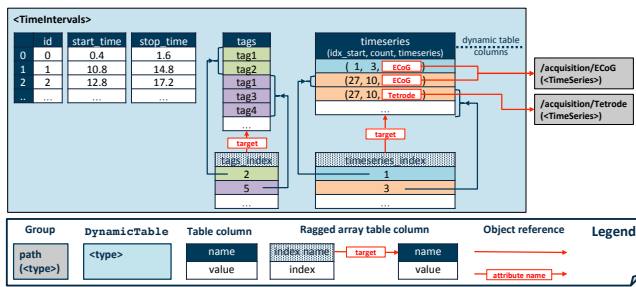 <TimeIntervals>
id start_time stop_time
0 0 0.4 1.6
1 1 10.8 14.8
2 2 12.8 17.2
.. ... ... ...
tags
tag1
tag2
tag1
tag3
tag4
...
target
tags_index
2
5
...
timeseries
(idx_start, count, timeseries)
( 1, 3, ECoG )
(27, 10, ECoG )
(27, 10, Tetrode )
...
target
timeseries_index
1
3
...
dynamic table
columns
/acquisition/ECoG
(<TimeSeries>)
/acquisition/Tetrode
(<TimeSeries>)
Group
path
(<type>)
DynamicTable
<type>
Table column
name
value
Ragged array table column
index name
index
target
name
value
Object reference
attribute name
Legend